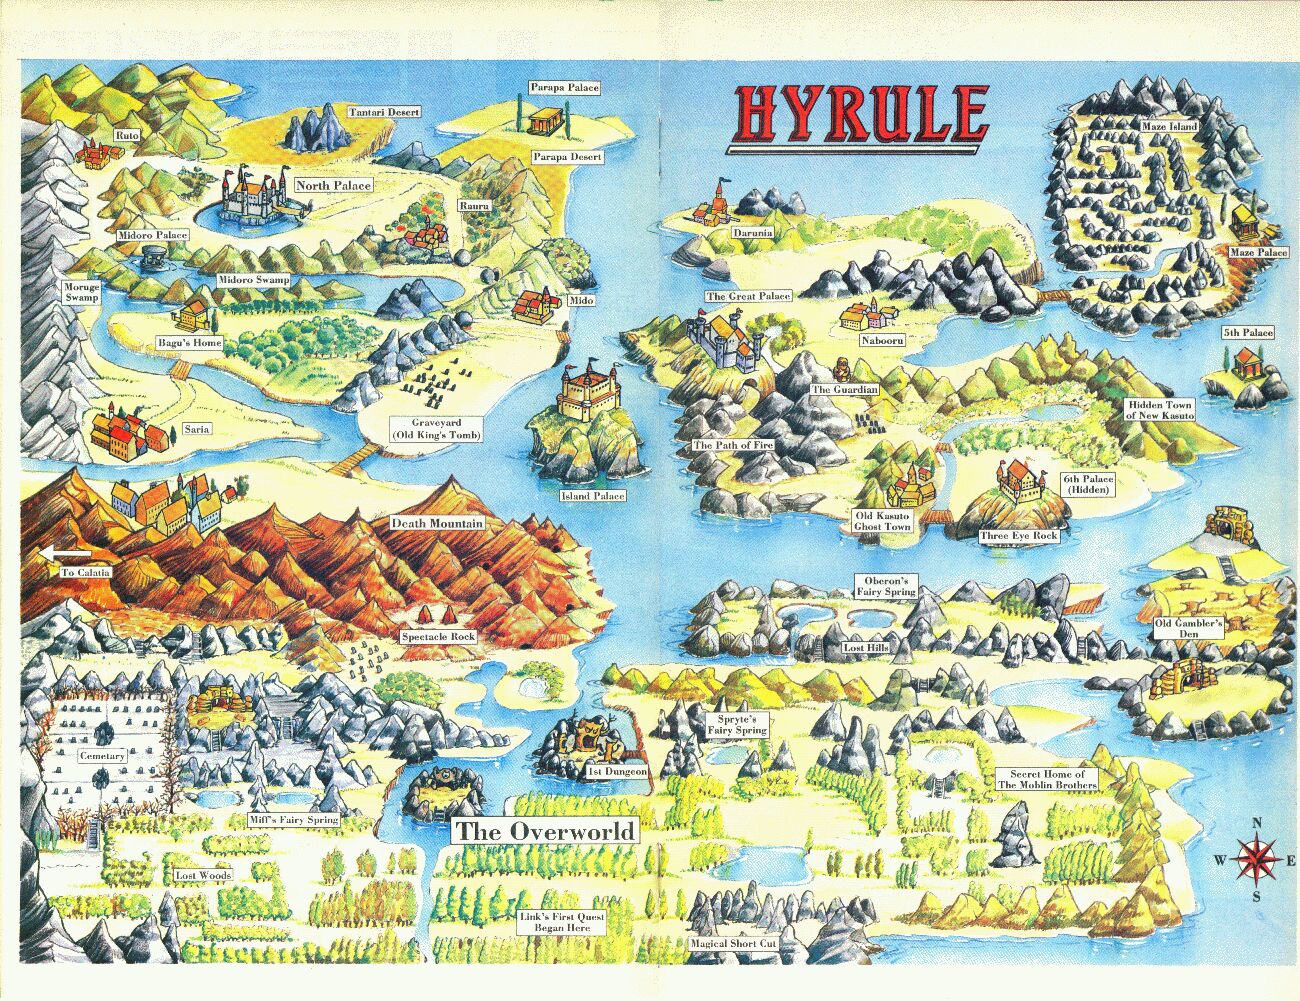 Parapa Palace
HYRULE
Tantari Desert
Maze Island
Ruto
Parapa Desert
North Palace
Rauru
Darunia
Midoro Palace
Maze Palace
Midoro Swamp
Moruge
Swamp
The Great Palace
Mido
5th Palace
Bagu's Home
Nabooru
The Guardian
Hidden Town
of New Kasuto
Saria
Graveyard
(Old King's Tomb)
The Path of Fire
6th Palace
(Hidden)
Island Palace
Death Mountain
Old Kasuto
Ghost Town
Three Eye Rock
To Calatia
Oberon's
Fairy Spring
Old Gambler's
Den
Spectacle Rock
Lost Hills
Spryte's
Fairy Spring
Cemetary
1st Dungeon
Secret Home of
The Moblin Brothers
Miff's Fairy Spring
The Overworld
N
W
E
S
Lost Woods
Link's First Quest
Began Here
Magical Short Cut